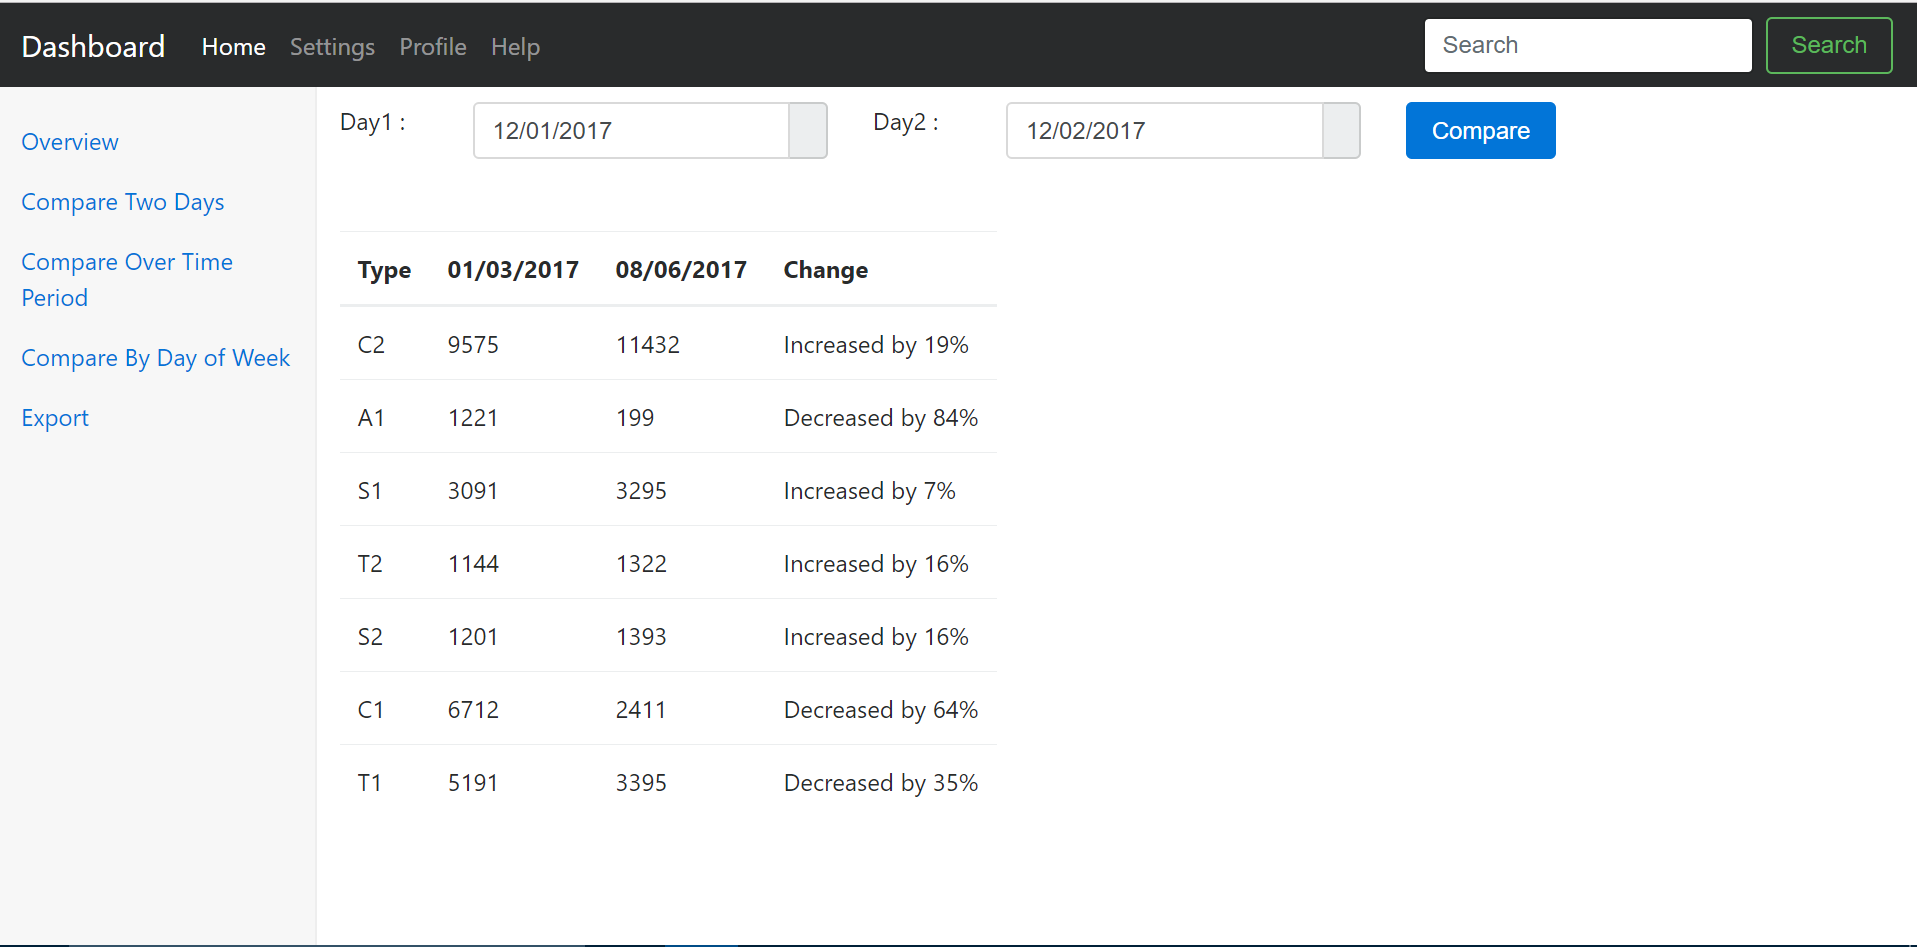 Dashboard Home Settings Profile Help Search Search
Overview
Compare Two Days
Compare Over Time
Period
Compare By Day of Week
Export
Day1 : 12/01/2017 Day2 : 12/02/2017 Compare
Type 01/03/2017 08/06/2017 Change
C2 9575 11432 Increased by 19%
A1 1221 199 Decreased by 84%
S1 3091 3295 Increased by 7%
T2 1144 1322 Increased by 16%
S2 1201 1393 Increased by 16%
C1 6712 2411 Decreased by 64%
T1 5191 3395 Decreased by 35%